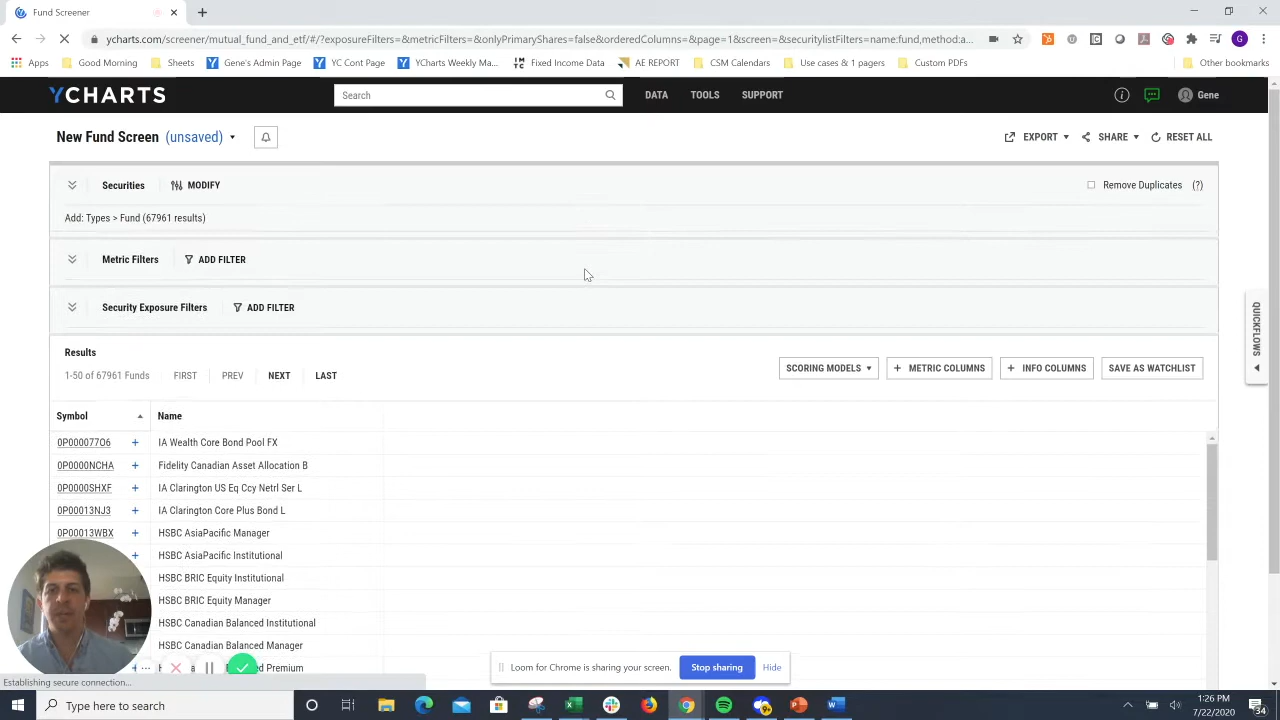 Fund Screener
ycharts.com/screener/mutual_fund_and_etf/#/?exposureFilters=&metricFilters=&onlyPrimaryShares=false&orderedColumns=&page=1&screen=&securitylistFilters=name:fund,method:a...
G
Apps Good Morning Sheets Gene's Admin Page YC Cont Page YCharts Weekly Ma... Fixed Income Data AE REPORT CSM Calendars Use cases & 1 pagers Custom PDFs Other bookmarks
YCHARTS Search DATA TOOLS SUPPORT Gene
New Fund Screen (unsaved) EXPORT SHARE RESET ALL
Securities MODIFY Remove Duplicates (?)
Add: Types > Fund (67961 results)
Metric Filters ADD FILTER
Security Exposure Filters ADD FILTER
QUICKFLOWS
Results
1-50 of 67961 Funds FIRST PREV NEXT LAST SCORING MODELS + METRIC COLUMNS + INFO COLUMNS SAVE AS WATCHLIST
Symbol Name
0P000077O6 + IA Wealth Core Bond Pool FX
0P0000NCHA + Fidelity Canadian Asset Allocation B
0P0000SHXF + IA Clarington US Eq Ccy Netrl Ser L
0P00013NJ3 + IA Clarington Core Plus Bond L
0P00013WBX + HSBC AsiaPacific Manager
+ HSBC AsiaPacific Institutional
HSBC BRIC Equity Institutional
HSBC BRIC Equity Manager
HSBC Canadian Balanced Institutional
HSBC Canadian Balanced Manager
Premium
Loom for Chrome is sharing your screen. Stop sharing Hide
Establishing secure connection...
Type here to search
1:26 PM
7/22/2020
34